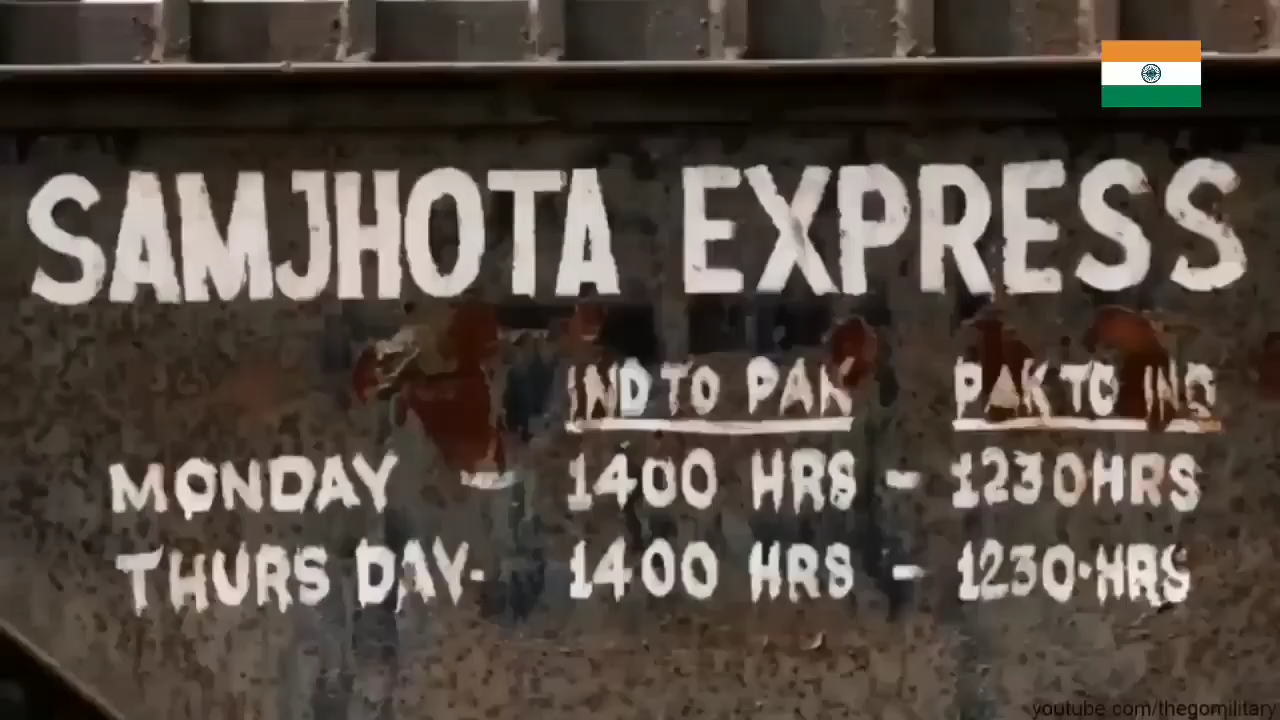 SAMJHOTA EXPRESS
IND TO PAK PAK TO IND
MONDAY - 1400 HRS - 1230HRS
THURS DAY- 1400 HRS - 1230·HRS
youtube.com/thegomilitary